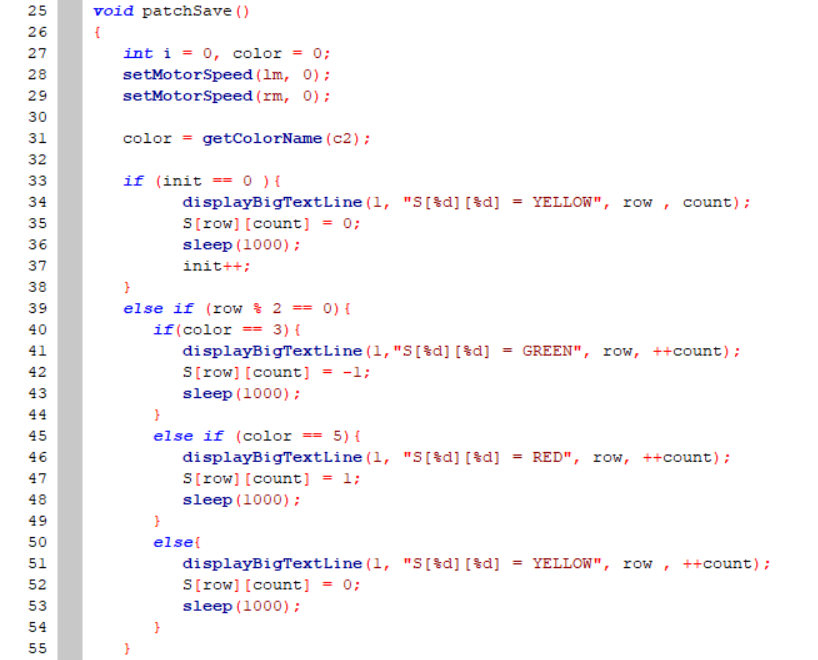 25 void patchSave()
26 {
27 int i = 0, color = 0;
28 setMotorSpeed(lm, 0);
29 setMotorSpeed(rm, 0);
30
31 color = getColorName(c2);
32
33 if (init == 0 ){
34 displayBigTextLine(1, "S[%d][%d] = YELLOW", row , count);
35 S[row][count] = 0;
36 sleep(1000);
37 init++;
38 }
39 else if (row % 2 == 0){
40 if(color == 3){
41 displayBigTextLine(1,"S[%d][%d] = GREEN", row, ++count);
42 S[row][count] = -1;
43 sleep(1000);
44 }
45 else if (color == 5){
46 displayBigTextLine(1, "S[%d][%d] = RED", row, ++count);
47 S[row][count] = 1;
48 sleep(1000);
49 }
50 else{
51 displayBigTextLine(1, "S[%d][%d] = YELLOW", row , ++count);
52 S[row][count] = 0;
53 sleep(1000);
54 }
55 }